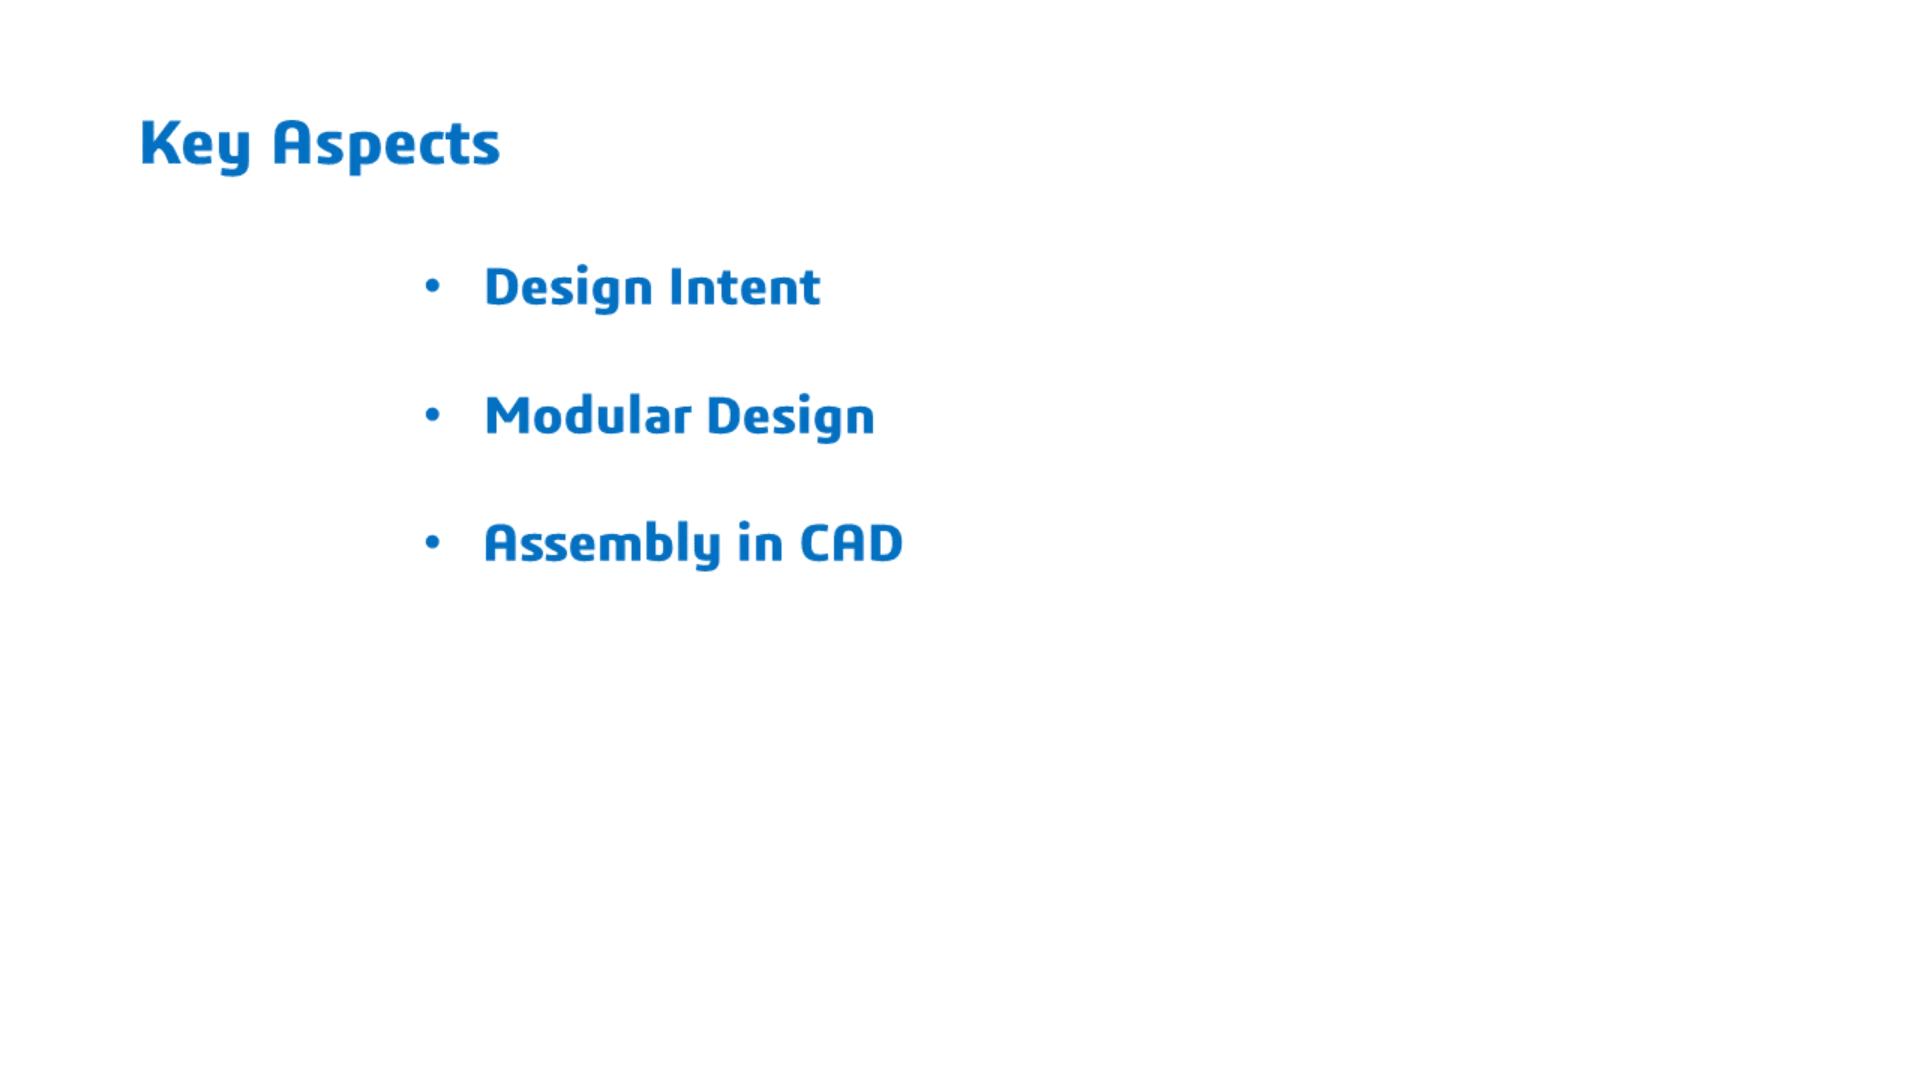 Key Aspects
• Design Intent
• Modular Design
• Assembly in CAD